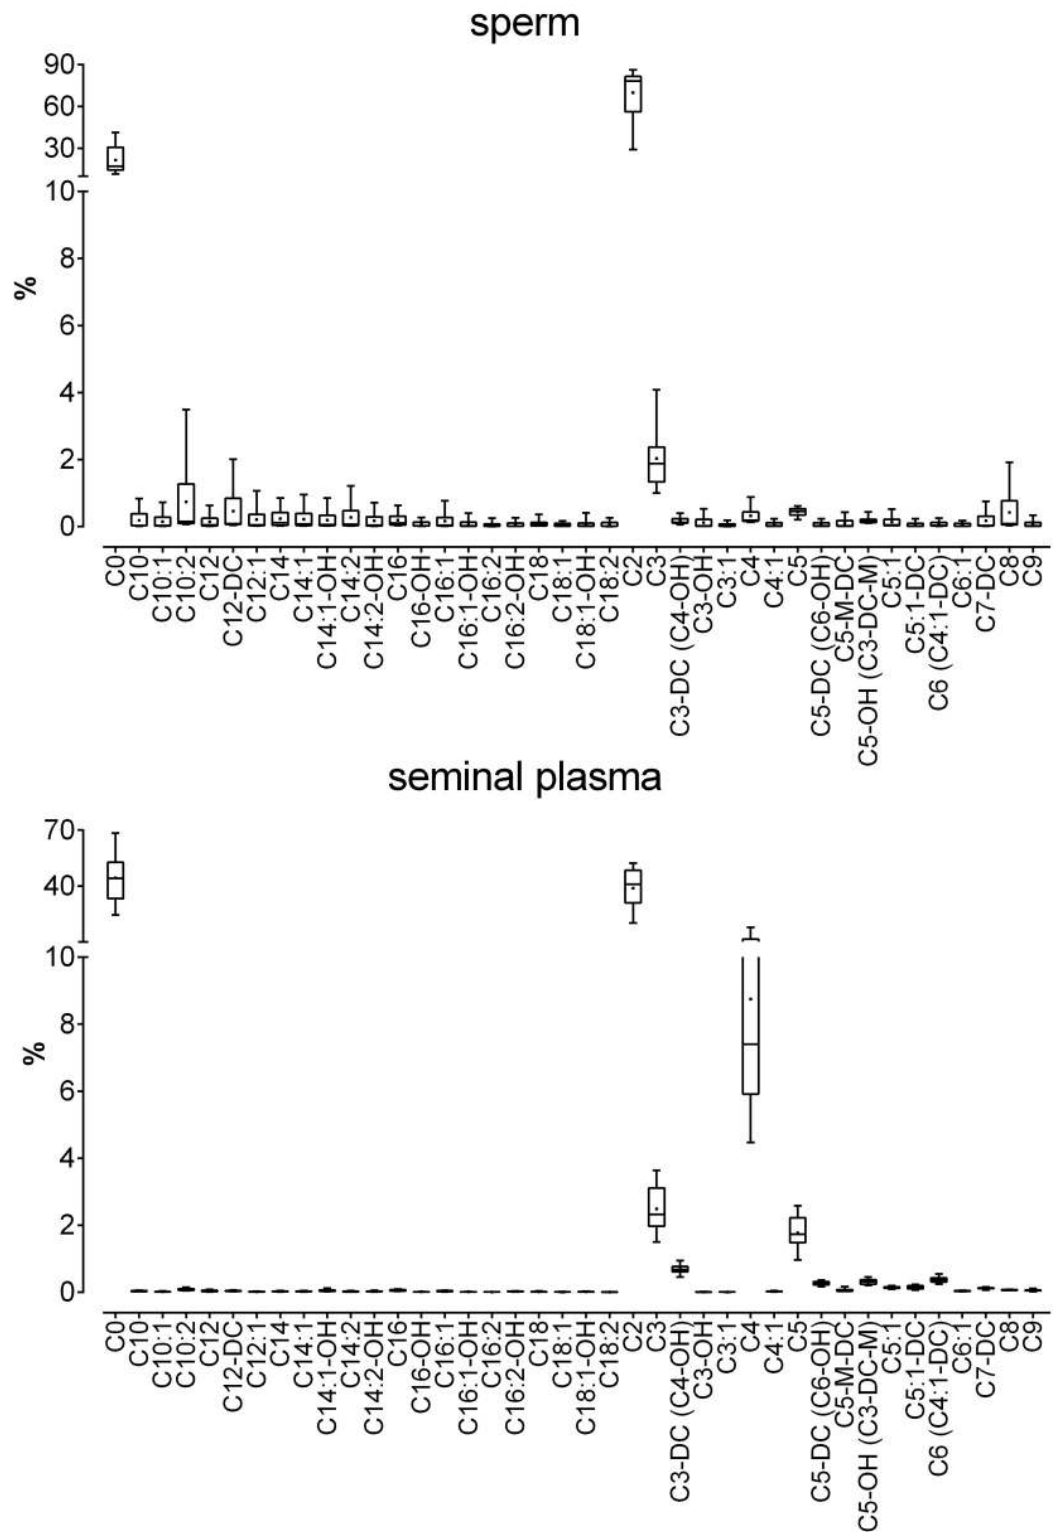 sperm
90
60
30
10
8
6
4
2
0
%
C0
C10
C10:1
C10:2
C12
C12-DC
C12:1
C14
C14:1
C14:1-OH
C14:2
C14:2-OH
C16
C16-OH
C16:1
C16:1-OH
C16:2
C16:2-OH
C18
C18:1
C18:1-OH
C18:2
C2
C3
C3-DC (C4-OH)
C3-OH
C3:1
C4
C4:1
C5
C5-DC (C6-OH)
C5-M-DC
C5-OH (C3-DC-M)
C5:1
C5:1-DC
C6 (C4:1-DC)
C6:1
C7-DC
C8
C9
seminal plasma
70
40
10
8
6
4
2
0
%
C0
C10
C10:1
C10:2
C12
C12-DC
C12:1
C14
C14:1
C14:1-OH
C14:2
C14:2-OH
C16
C16-OH
C16:1
C16:1-OH
C16:2
C16:2-OH
C18
C18:1
C18:1-OH
C18:2
C2
C3
C3-DC (C4-OH)
C3-OH
C3:1
C4
C4:1
C5
C5-DC (C6-OH)
C5-M-DC
C5-OH (C3-DC-M)
C5:1
C5:1-DC
C6 (C4:1-DC)
C6:1
C7-DC
C8
C9